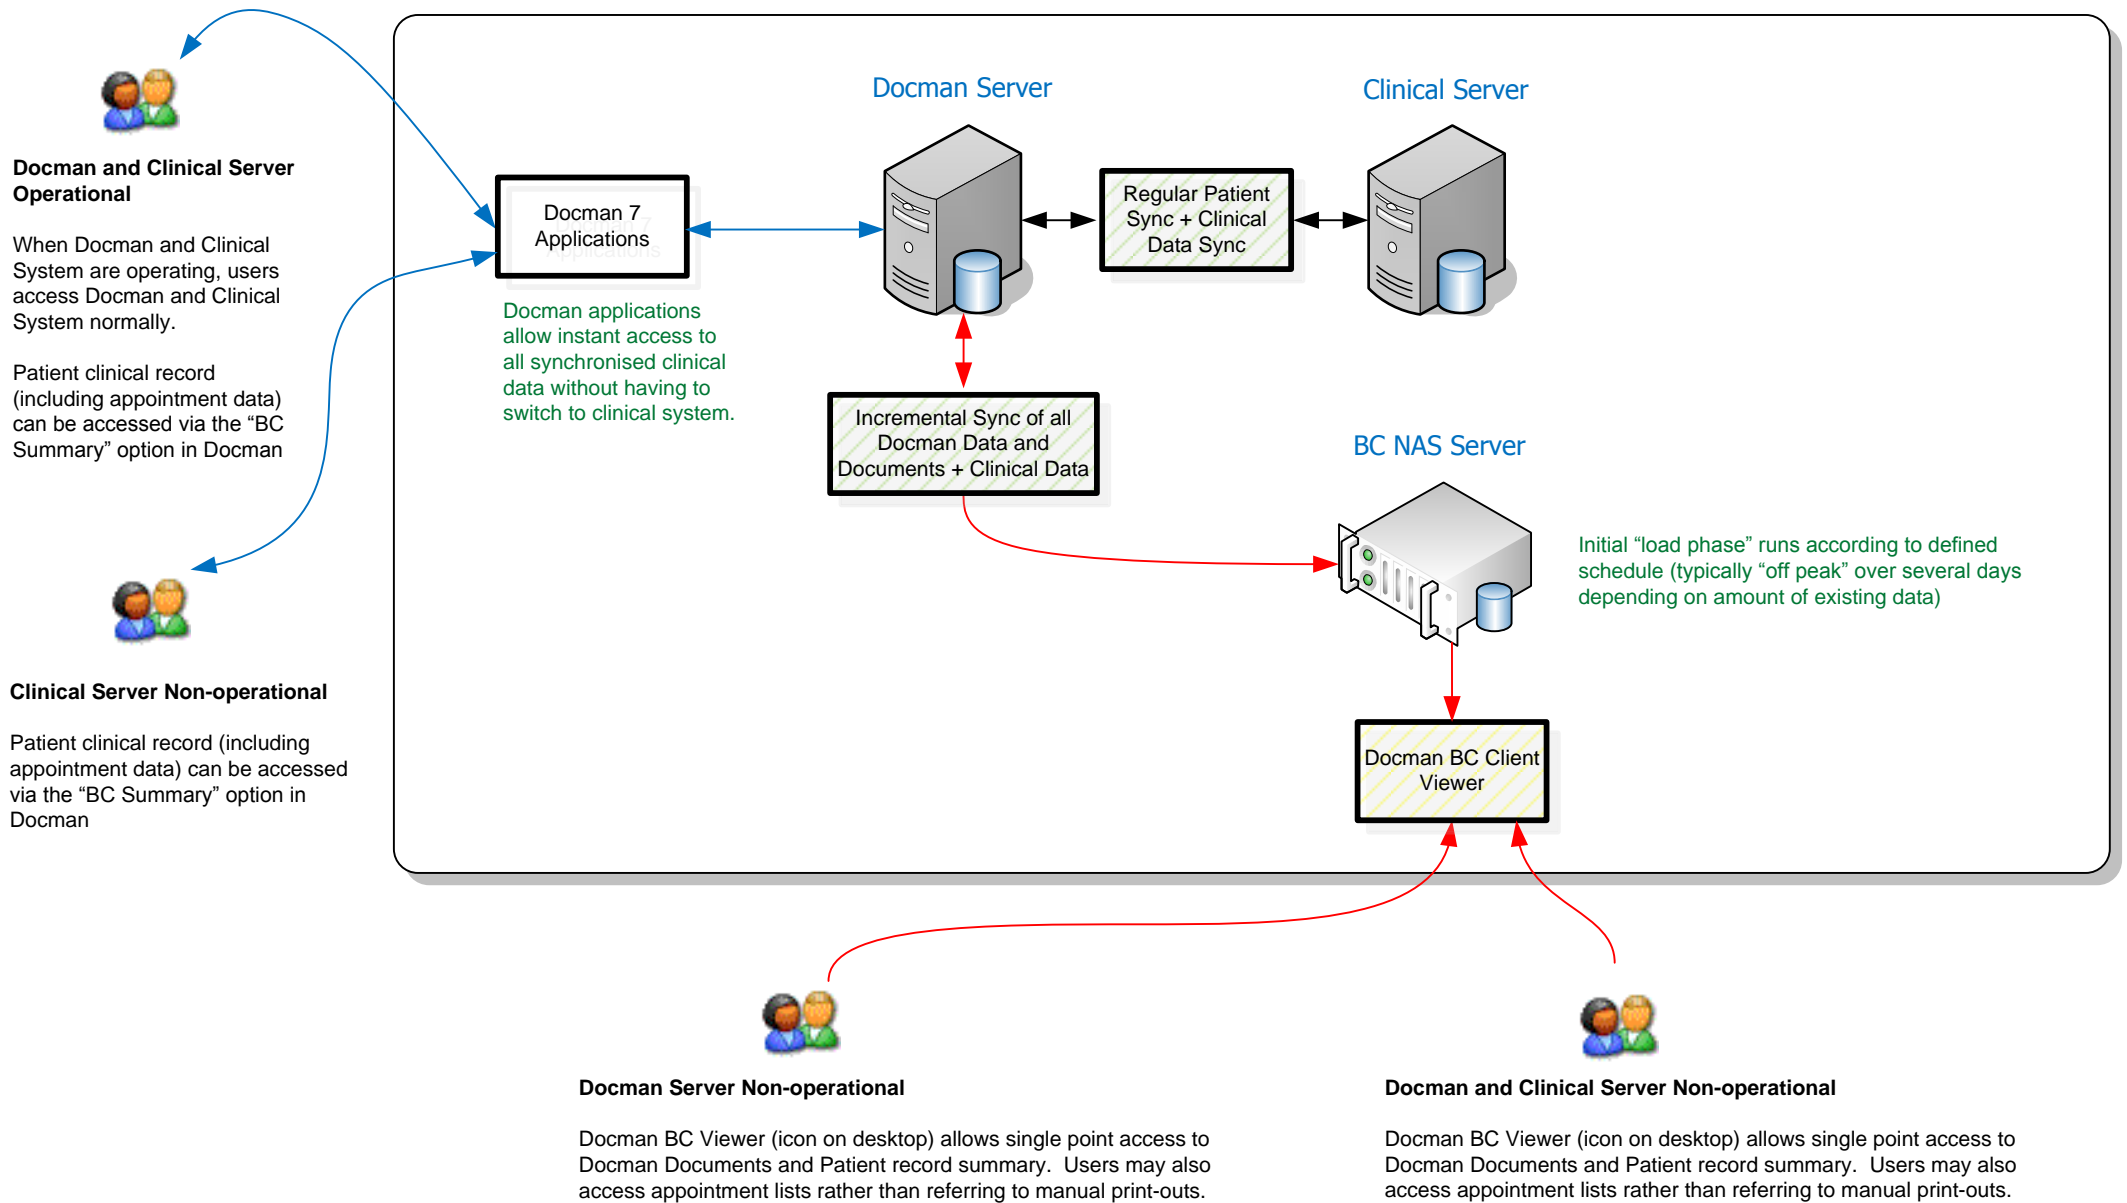 Docman and Clinical Server
Operational
When Docman and Clinical
System are operating, users
access Docman and Clinical
System normally.
Patient clinical record
(including appointment data)
can be accessed via the “BC
Summary” option in Docman
Clinical Server Non-operational
Patient clinical record (including
appointment data) can be accessed
via the “BC Summary” option in
Docman
Docman 7
Applications
Docman applications
allow instant access to
all synchronised clinical
data without having to
switch to clinical system.
Docman Server
Regular Patient
Sync + Clinical
Data Sync
Clinical Server
Incremental Sync of all
Docman Data and
Documents + Clinical Data
BC NAS Server
Initial “load phase” runs according to defined
schedule (typically “off peak” over several days
depending on amount of existing data)
Docman BC Client
Viewer
Docman Server Non-operational
Docman BC Viewer (icon on desktop) allows single point access to
Docman Documents and Patient record summary.  Users may also
access appointment lists rather than referring to manual print-outs.
Docman and Clinical Server Non-operational
Docman BC Viewer (icon on desktop) allows single point access to
Docman Documents and Patient record summary.  Users may also
access appointment lists rather than referring to manual print-outs.